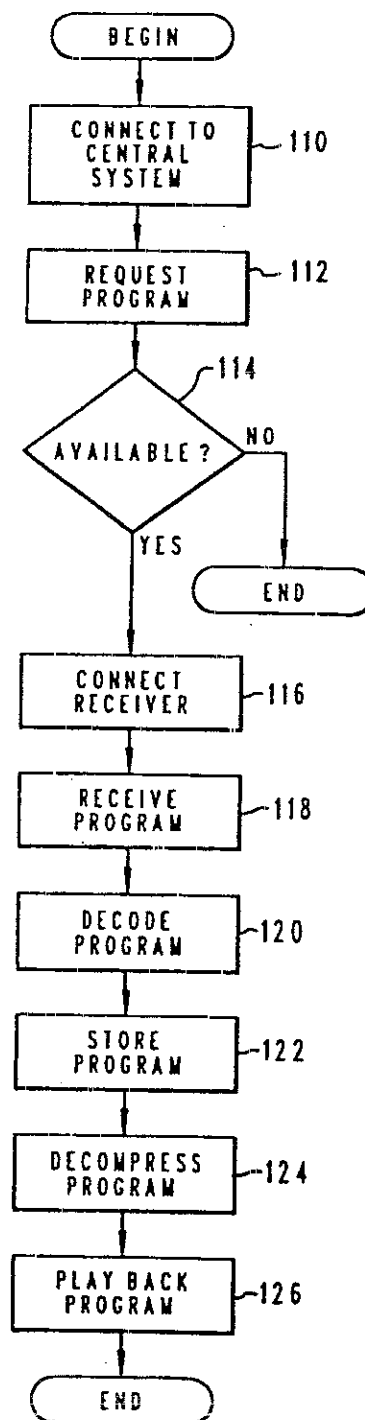 BEGIN
CONNECT TO
CENTRAL
SYSTEM
110
REQUEST
PROGRAM
112
114
AVAILABLE?
NO
YES
END
CONNECT
RECEIVER
116
RECEIVE
PROGRAM
118
DECODE
PROGRAM
120
STORE
PROGRAM
122
DECOMPRESS
PROGRAM
124
PLAY BACK
PROGRAM
126
END